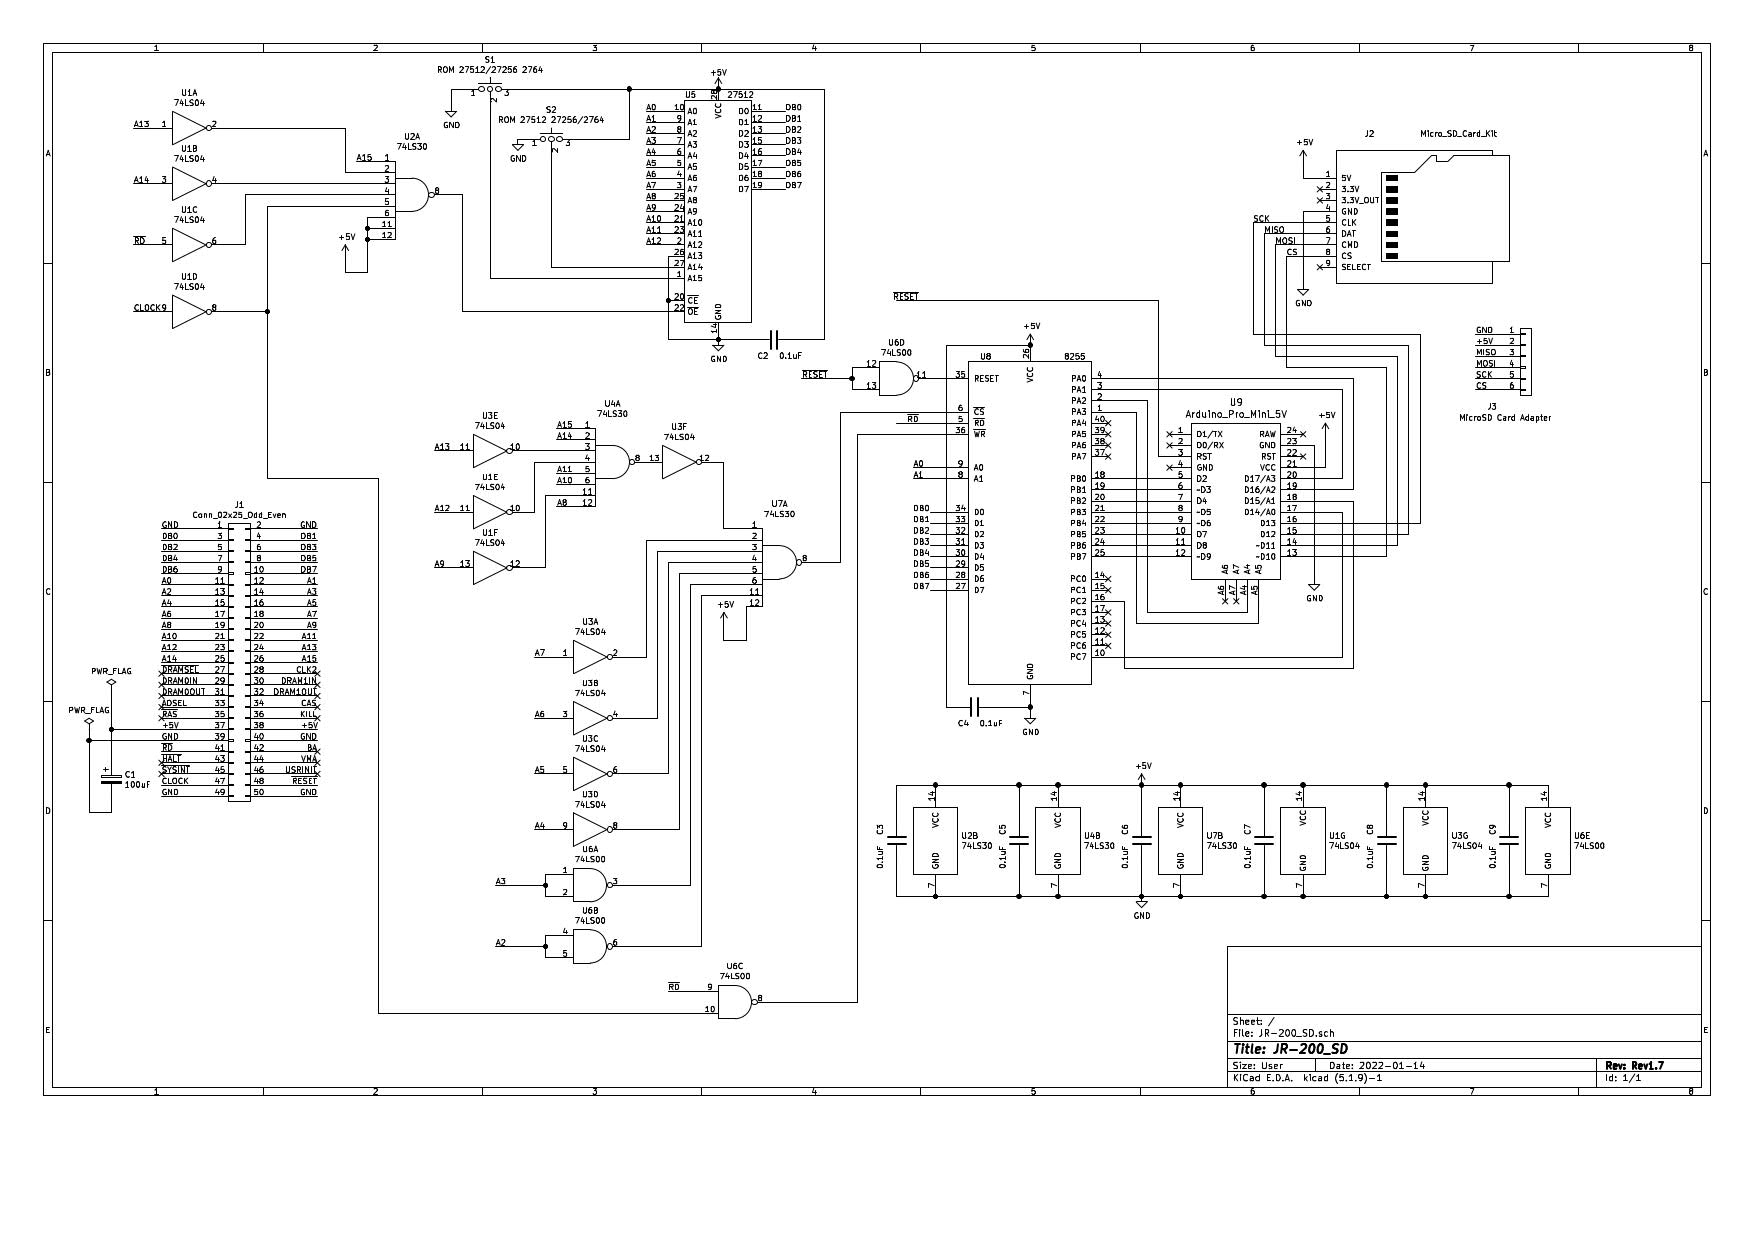 1 2 3 4 5 6 7 8
A
B
C
D
E
S1
ROM 27512/27256 2764
1 2 3
GND
S2
ROM 27512 27256/2764
1 2 3
GND
U1A
74LS04
A13 1 2
U1B
74LS04
A14 3 4
U1C
74LS04
RD 5 6
U1D
74LS04
CLOCK 9 8
U2A
74LS30
A15 1
2
3
4
5
6
11
12
8
+5V
+5V
U5 27512
VCC 28
A0 10 A0 D0 11 DB0
A1 9 A1 D1 12 DB1
A2 8 A2 D2 13 DB2
A3 7 A3 D3 15 DB3
A4 6 A4 D4 16 DB4
A5 5 A5 D5 17 DB5
A6 4 A6 D6 18 DB6
A7 3 A7 D7 19 DB7
A8 25 A8
A9 24 A9
A10 21 A10
A11 23 A11
A12 2 A12
26 A13
27 A14
1 A15
20 CE
22 OE
GND 14
GND
C2 0.1uF
J2 Micro_SD_Card_Kit
+5V
1 5V
2 3.3V
3 3.3V_OUT
4 GND
SCK 5 CLK
MISO 6 DAT
MOSI 7 CMD
CS 8 CS
9 SELECT
GND
GND 1
+5V 2
MISO 3
MOSI 4
SCK 5
CS 6
J3
MicroSD Card Adapter
RESET
U6D
74LS00
RESET 12 13 11
+5V
U8 8255
VCC 26
35 RESET
6 CS
RD 5 RD
36 WR
A0 9 A0
A1 8 A1
DB0 34 D0
DB1 33 D1
DB2 32 D2
DB3 31 D3
DB4 30 D4
DB5 29 D5
DB6 28 D6
DB7 27 D7
PA0 4
PA1 3
PA2 2
PA3 1
PA4 40
PA5 39
PA6 38
PA7 37
PB0 18
PB1 19
PB2 20
PB3 21
PB4 22
PB5 23
PB6 24
PB7 25
PC0 14
PC1 15
PC2 16
PC3 17
PC4 13
PC5 12
PC6 11
PC7 10
GND 7
GND
C4 0.1uF
U9
Arduino_Pro_Mini_5V
+5V
1 D1/TX RAW 24
2 D0/RX GND 23
3 RST RST 22
4 GND VCC 21
5 D2 D17/A3 20
6 ~D3 D16/A2 19
7 D4 D15/A1 18
8 ~D5 D14/A0 17
9 ~D6 D13 16
10 D7 D12 15
11 D8 ~D11 14
12 ~D9 ~D10 13
A6 A7 A4 A5
A6 A7 A4 A5
GND
U3E
74LS04
A13 11 10
U1E
74LS04
A12 11 10
U1F
74LS04
A9 13 12
U4A
74LS30
A15 1
A14 2
3
4
A11 5
A10 6
11
A8 12
8
U3F
74LS04
13 12
U7A
74LS30
1
2
3
4
5
6
11
12
8
+5V
U3A
74LS04
A7 1 2
U3B
74LS04
A6 3 4
U3C
74LS04
A5 5 6
U3D
74LS04
A4 9 8
U6A
74LS00
A3 1 2 3
U6B
74LS00
A2 4 5 6
U6C
74LS00
RD 9
10
8
J1
Conn_02x25_Odd_Even
GND 1 2 GND
DB0 3 4 DB1
DB2 5 6 DB3
DB4 7 8 DB5
DB6 9 10 DB7
A0 11 12 A1
A2 13 14 A3
A4 15 16 A5
A6 17 18 A7
A8 19 20 A9
A10 21 22 A11
A12 23 24 A13
A14 25 26 A15
DRAMSEL 27 28 CLK2
DRAM0IN 29 30 DRAM1IN
DRAM0OUT 31 32 DRAM1OUT
ADSEL 33 34 CAS
RAS 35 36 KILL
+5V 37 38 +5V
GND 39 40 GND
RD 41 42 BA
HALT 43 44 VMA
SYSINT 45 46 USRINI
CLOCK 47 48 RESET
GND 49 50 GND
PWR_FLAG
PWR_FLAG
+ C1
100uF
+5V
C3 0.1uF
14 VCC GND 7
U2B
74LS30
C5 0.1uF
14 VCC GND 7
U4B
74LS30
C6 0.1uF
14 VCC GND 7
U7B
74LS30
C7 0.1uF
14 VCC GND 7
U1G
74LS04
C8 0.1uF
14 VCC GND 7
U3G
74LS04
C9 0.1uF
14 VCC GND 7
U6E
74LS00
GND
Sheet: /
File: JR-200_SD.sch
Title: JR-200_SD
Size: User Date: 2022-01-14 Rev: Rev1.7
KiCad E.D.A. kicad (5.1.9)-1 Id: 1/1
A
B
C
D
E
1 2 3 4 5 6 7 8